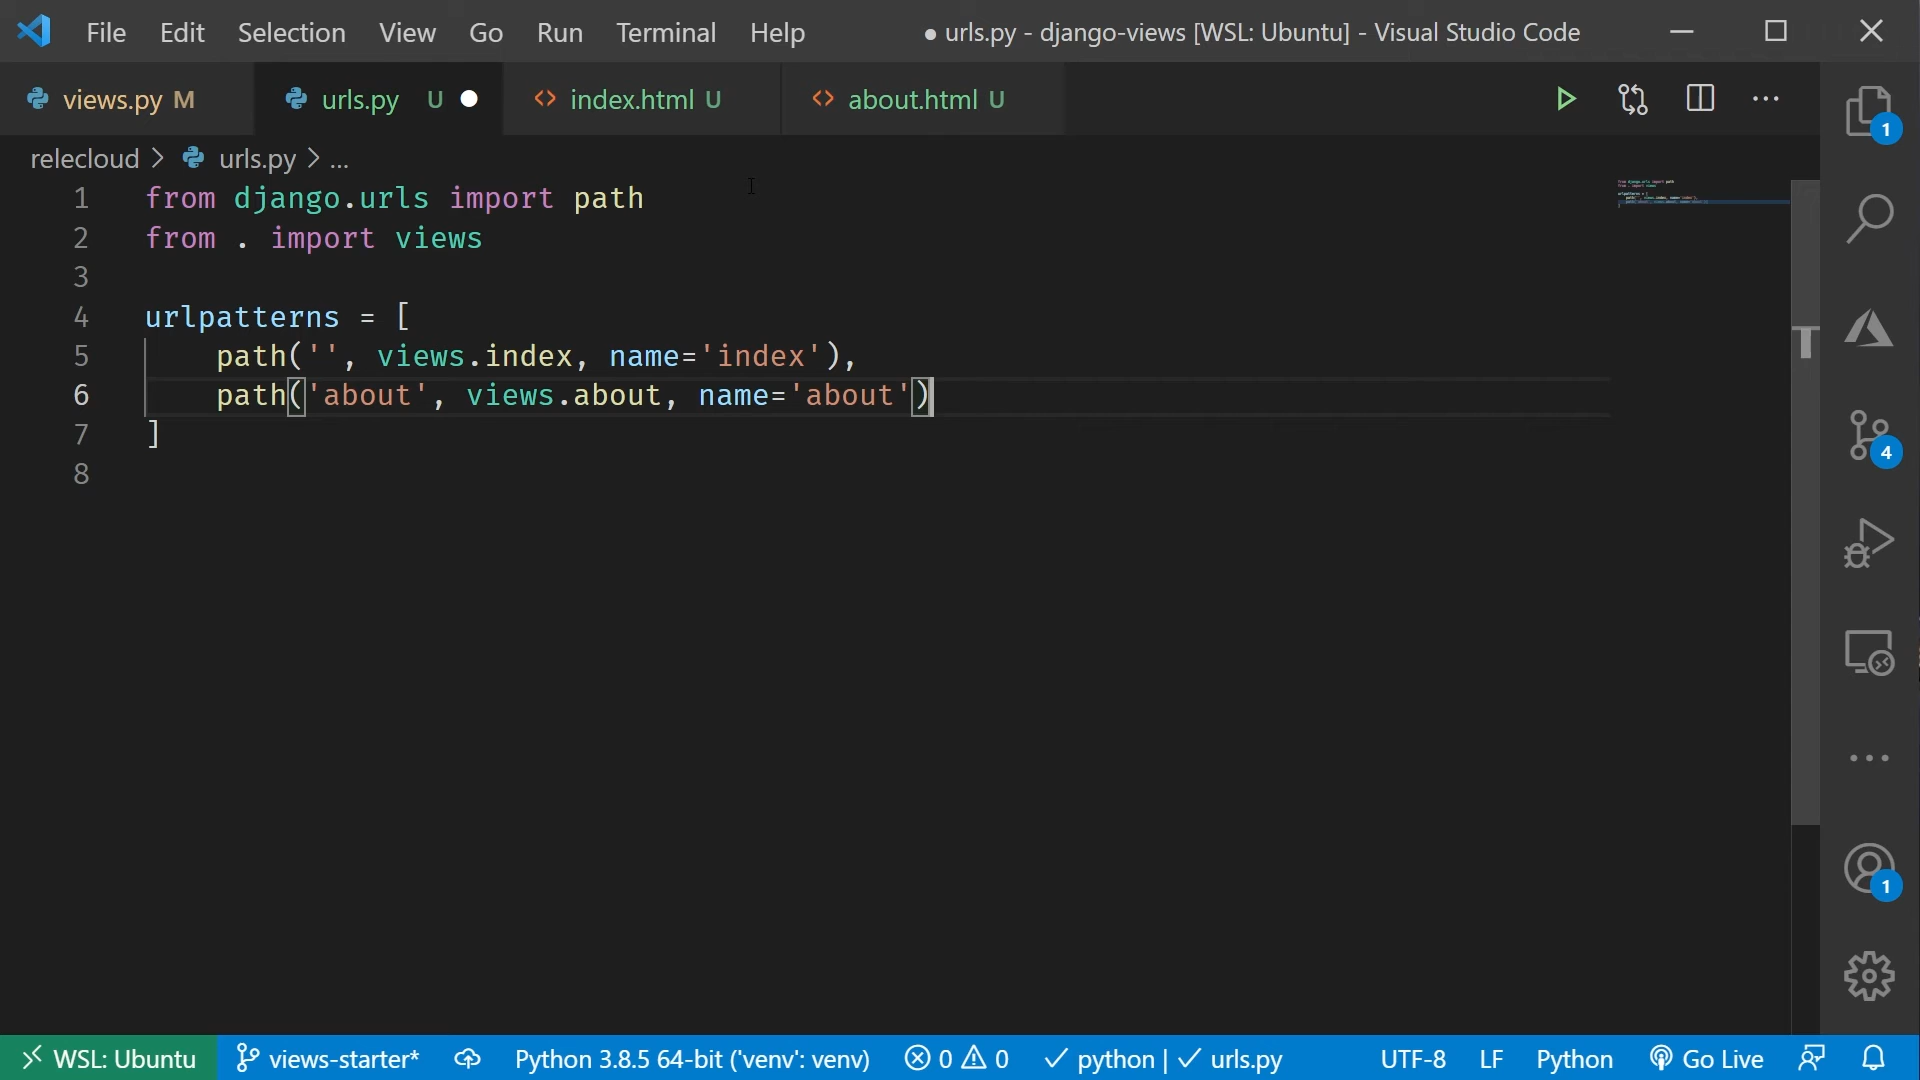 File Edit Selection View Go Run Terminal Help ● urls.py - django-views [WSL: Ubuntu] - Visual Studio Code
views.py M urls.py U ● index.html U about.html U
relecloud > urls.py > ...
1 from django.urls import path
2 from . import views
3
4 urlpatterns = [
5     path('', views.index, name='index'),
6     path('about', views.about, name='about')
7 ]
8
1
4
1
WSL: Ubuntu views-starter* Python 3.8.5 64-bit ('venv': venv) 0 0 ✓ python | ✓ urls.py UTF-8 LF Python Go Live